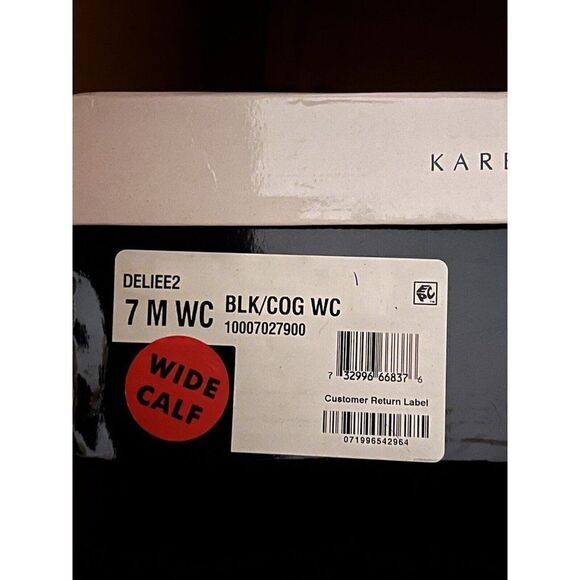 KARE
DELIEE2
7 M WC BLK/COG WC
10007027900
WIDE
CALF
7 32996 66837 6
Customer Return Label
071996542964